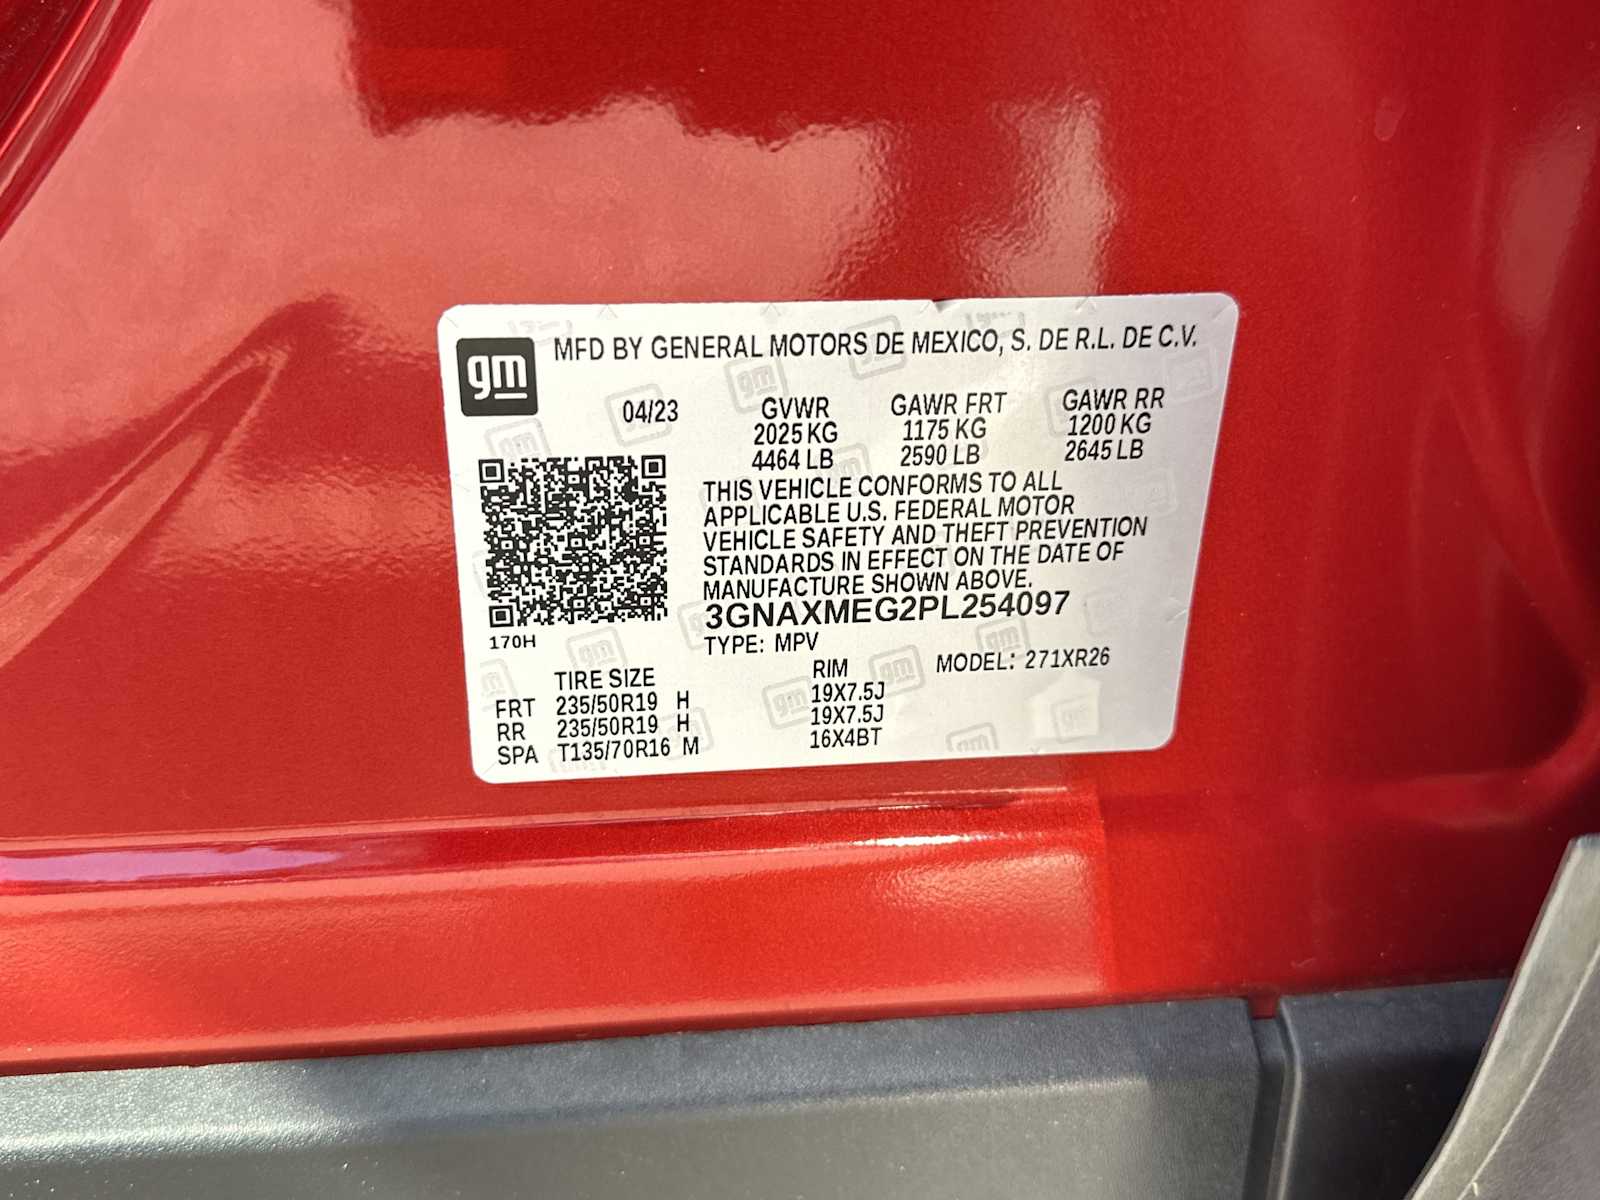 gm MFD BY GENERAL MOTORS DE MEXICO, S. DE R.L. DE C.V.
04/23 GVWR GAWR FRT GAWR RR
2025 KG 1175 KG 1200 KG
4464 LB 2590 LB 2645 LB
THIS VEHICLE CONFORMS TO ALL
APPLICABLE U.S. FEDERAL MOTOR
VEHICLE SAFETY AND THEFT PREVENTION
STANDARDS IN EFFECT ON THE DATE OF
MANUFACTURE SHOWN ABOVE.
3GNAXMEG2PL254097
170H
TYPE: MPV
MODEL: 271XR26
TIRE SIZE RIM
FRT 235/50R19 H 19X7.5J
RR 235/50R19 H 19X7.5J
SPA T135/70R16 M 16X4BT